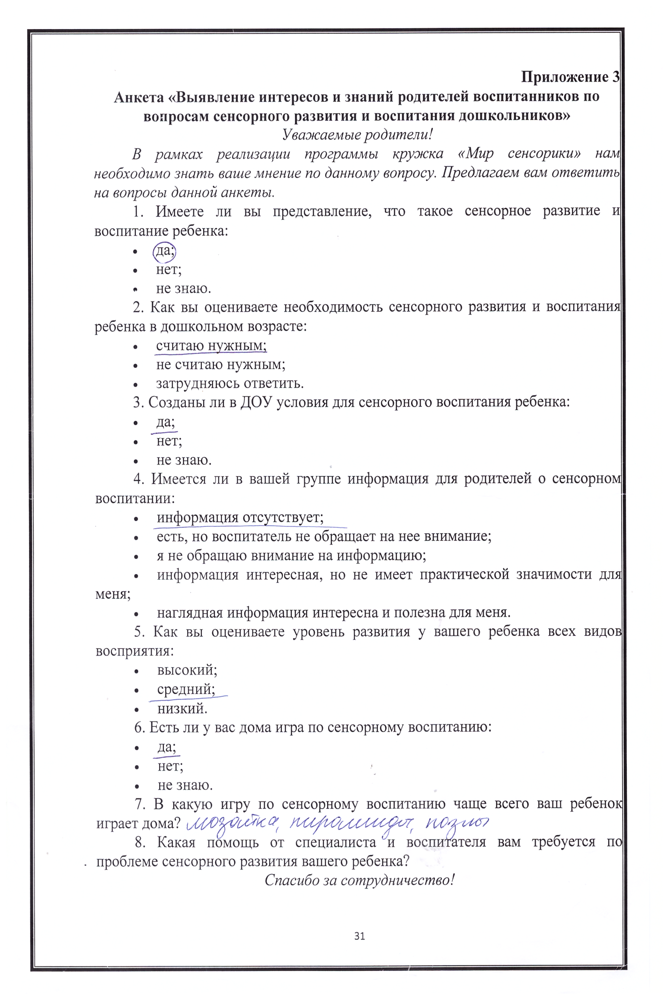 Приложение 3
Анкета «Выявление интересов и знаний родителей воспитанников по
вопросам сенсорного развития и воспитания дошкольников»
Уважаемые родители!
В рамках реализации программы кружка «Мир сенсорики» нам
необходимо знать ваше мнение по данному вопросу. Предлагаем вам ответить
на вопросы данной анкеты.
1. Имеете ли вы представление, что такое сенсорное развитие и
воспитание ребенка:
• да;
• нет;
• не знаю.
2. Как вы оцениваете необходимость сенсорного развития и воспитания
ребенка в дошкольном возрасте:
• считаю нужным;
• не считаю нужным;
• затрудняюсь ответить.
3. Созданы ли в ДОУ условия для сенсорного воспитания ребенка:
• да;
• нет;
• не знаю.
4. Имеется ли в вашей группе информация для родителей о сенсорном
воспитании:
• информация отсутствует;
• есть, но воспитатель не обращает на нее внимание;
• я не обращаю внимание на информацию;
• информация интересная, но не имеет практической значимости для
меня;
• наглядная информация интересна и полезна для меня.
5. Как вы оцениваете уровень развития у вашего ребенка всех видов
восприятия:
• высокий;
• средний;
• низкий.
6. Есть ли у вас дома игра по сенсорному воспитанию:
• да;
• нет;
• не знаю.
7. В какую игру по сенсорному воспитанию чаще всего ваш ребенок
играет дома? мозайка, пирамиды, пазлы
8. Какая помощь от специалиста и воспитателя вам требуется по
проблеме сенсорного развития вашего ребенка?
Спасибо за сотрудничество!
31